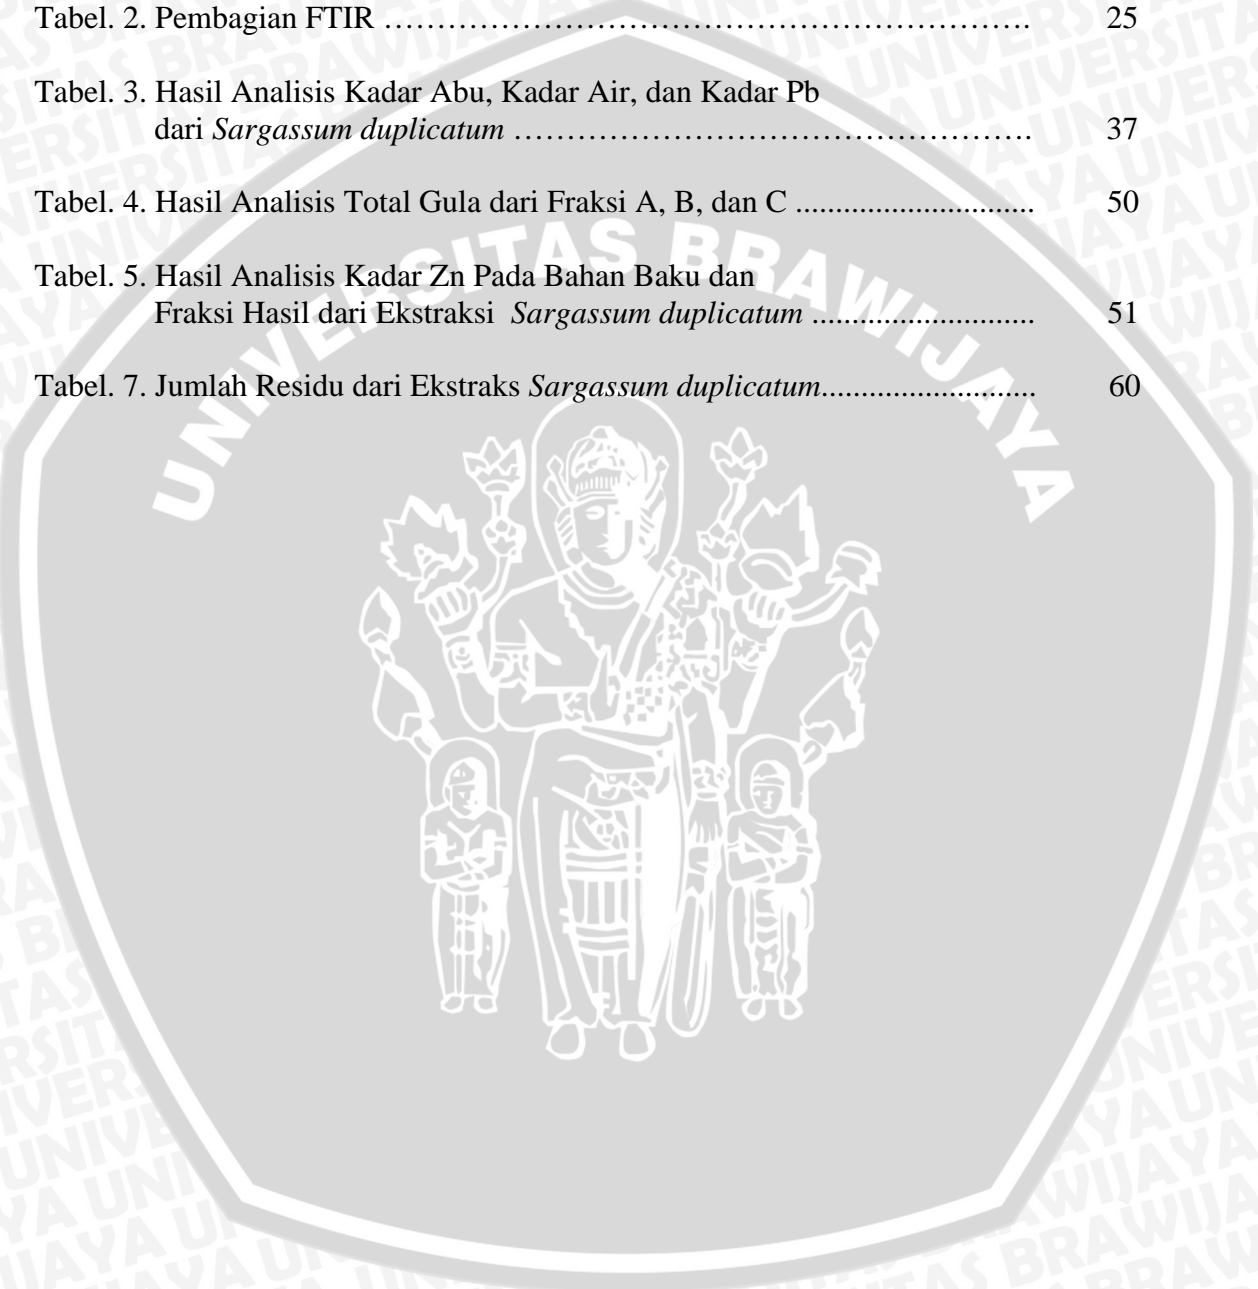 Tabel. 2. Pembagian FTIR ……………………………………………………. 25
Tabel. 3. Hasil Analisis Kadar Abu, Kadar Air, dan Kadar Pb
dari Sargassum duplicatum …………………………………………. 37
Tabel. 4. Hasil Analisis Total Gula dari Fraksi A, B, dan C .............................. 50
Tabel. 5. Hasil Analisis Kadar Zn Pada Bahan Baku dan
Fraksi Hasil dari Ekstraksi Sargassum duplicatum ............................ 51
Tabel. 7. Jumlah Residu dari Ekstraks Sargassum duplicatum........................... 60
UNIVERSITAS BRAWIJAYA